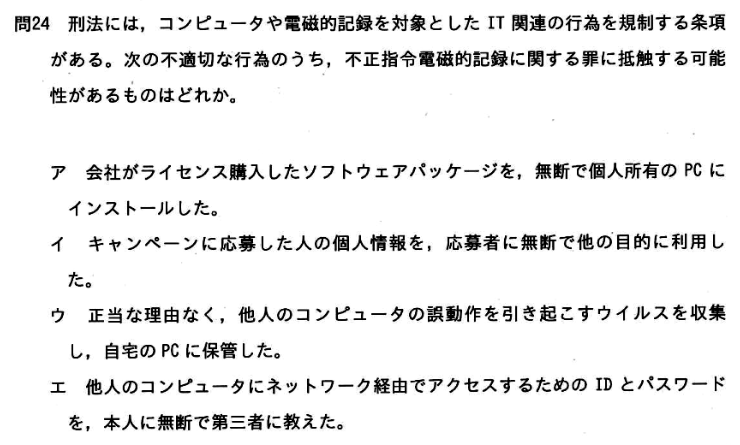 問24 刑法には，コンピュータや電磁的記録を対象とした IT 関連の行為を規制する条項
がある。次の不適切な行為のうち，不正指令電磁的記録に関する罪に抵触する可能
性があるものはどれか。
ア 会社がライセンス購入したソフトウェアパッケージを，無断で個人所有の PC に
インストールした。
イ キャンペーンに応募した人の個人情報を，応募者に無断で他の目的に利用し
た。
ウ 正当な理由なく，他人のコンピュータの誤動作を引き起こすウイルスを収集
し，自宅の PC に保管した。
エ 他人のコンピュータにネットワーク経由でアクセスするための ID とパスワード
を，本人に無断で第三者に教えた。